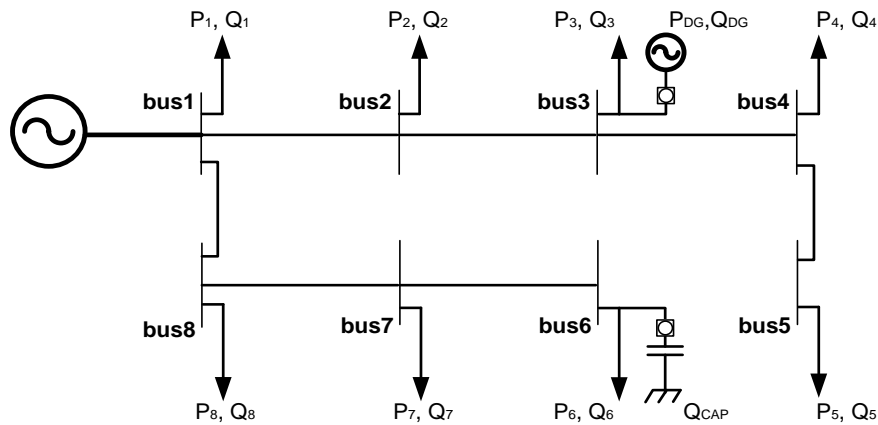 P1, Q1 P2, Q2 P3, Q3 PDG,QDG P4, Q4
bus1 bus2 bus3 bus4
bus8 bus7 bus6 bus5
P8, Q8 P7, Q7 P6, Q6 QCAP P5, Q5